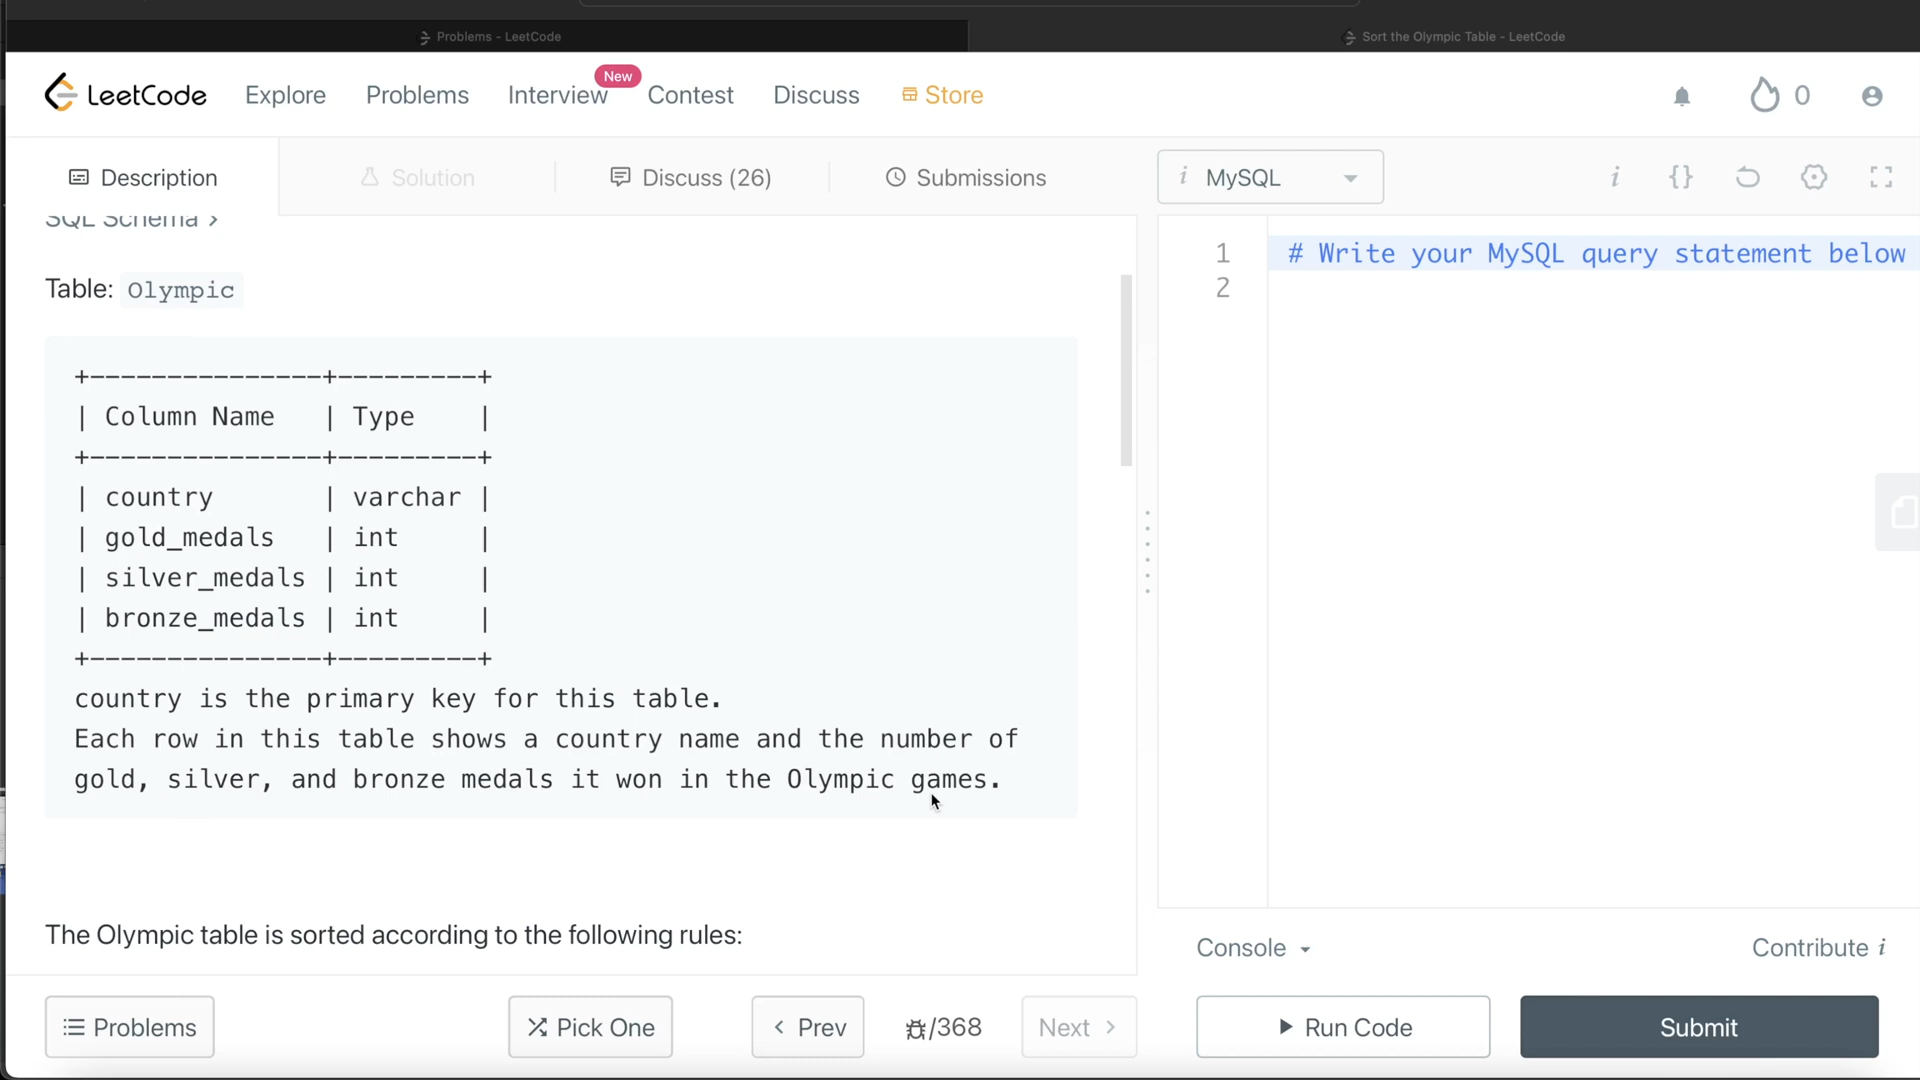 Problems - LeetCode
Sort the Olympic Table - LeetCode
LeetCode
Explore
Problems
Interview
New
Contest
Discuss
Store
0
Description
Solution
Discuss (26)
Submissions
i MySQL
i {}
SQL Schema >
Table: Olympic
+---------------+---------+
| Column Name   | Type    |
+---------------+---------+
| country       | varchar |
| gold_medals   | int     |
| silver_medals | int     |
| bronze_medals | int     |
+---------------+---------+
country is the primary key for this table.
Each row in this table shows a country name and the number of
gold, silver, and bronze medals it won in the Olympic games.
The Olympic table is sorted according to the following rules:
1 # Write your MySQL query statement below
2
Console
Contribute i
Problems
Pick One
< Prev
/368
Next >
Run Code
Submit